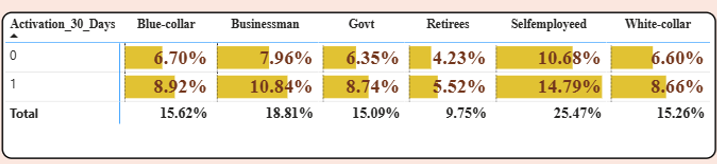 Activation_30_Days Blue-collar Businessman Govt Retirees Selfemployeed White-collar
0 6.70% 7.96% 6.35% 4.23% 10.68% 6.60%
1 8.92% 10.84% 8.74% 5.52% 14.79% 8.66%
Total 15.62% 18.81% 15.09% 9.75% 25.47% 15.26%